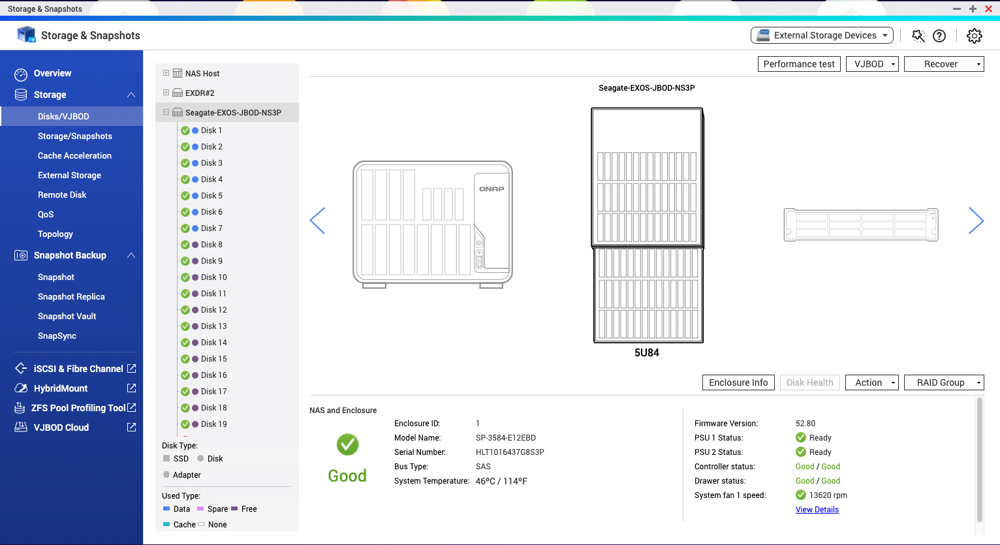 Storage & Snapshots
Storage & Snapshots
External Storage Devices
Overview
Storage
Disks/VJBOD
Storage/Snapshots
Cache Acceleration
External Storage
Remote Disk
QoS
Topology
Snapshot Backup
Snapshot
Snapshot Replica
Snapshot Vault
SnapSync
iSCSI & Fibre Channel
HybridMount
ZFS Pool Profiling Tool
VJBOD Cloud
NAS Host
EXDR#2
Seagate-EXOS-JBOD-NS3P
Disk 1
Disk 2
Disk 3
Disk 4
Disk 5
Disk 6
Disk 7
Disk 8
Disk 9
Disk 10
Disk 11
Disk 12
Disk 13
Disk 14
Disk 15
Disk 16
Disk 17
Disk 18
Disk 19
Disk Type:
SSD Disk
Adapter
Used Type:
Data Spare Free
Cache None
Performance test VJBOD Recover
Seagate-EXOS-JBOD-NS3P
QNAP
5U84
Enclosure Info Disk Health Action RAID Group
NAS and Enclosure
Good
Enclosure ID: 1
Model Name: SP-3584-E12EBD
Serial Number: HLT1016437G8S3P
Bus Type: SAS
System Temperature: 46ºC / 114ºF
Firmware Version: 52.80
PSU 1 Status: Ready
PSU 2 Status: Ready
Controller status: Good / Good
Drawer status: Good / Good
System fan 1 speed: 13620 rpm
View Details